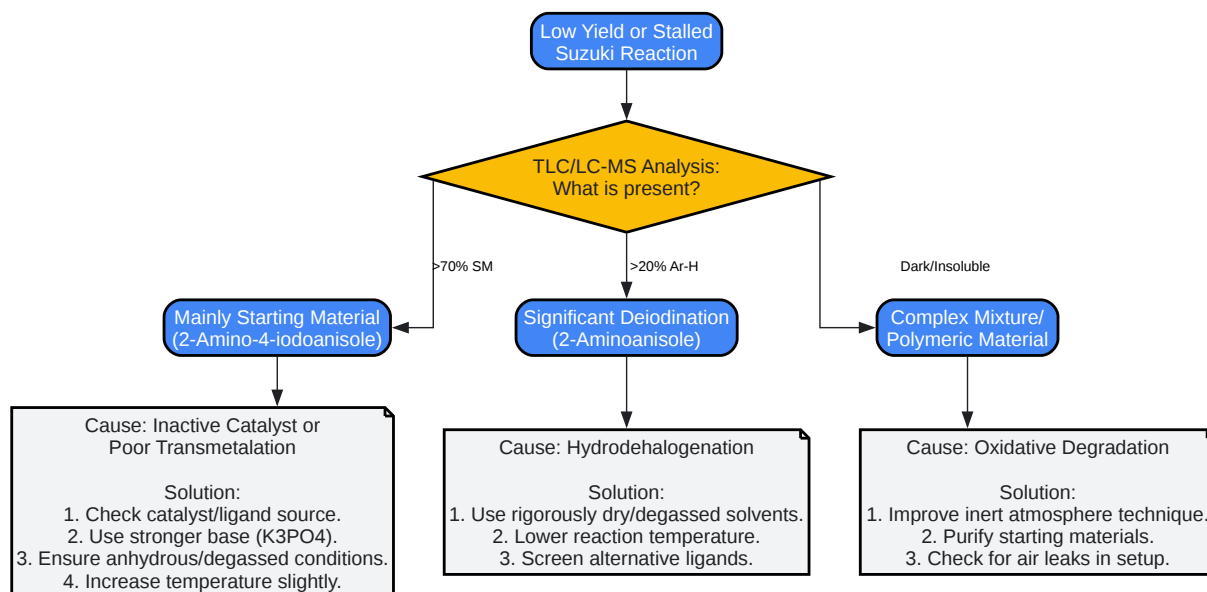 Low Yield or Stalled
Suzuki Reaction
TLC/LC-MS Analysis:
What is present?
>70% SM
>20% Ar-H
Dark/Insoluble
Mainly Starting Material
(2-Amino-4-iodoanisole)
Significant Deiodination
(2-Aminoanisole)
Complex Mixture/
Polymeric Material
Cause: Inactive Catalyst or
Poor Transmetalation
Solution:
1. Check catalyst/ligand source.
2. Use stronger base (K3PO4).
3. Ensure anhydrous/degassed conditions.
4. Increase temperature slightly.
Cause: Hydrodehalogenation
Solution:
1. Use rigorously dry/degassed solvents.
2. Lower reaction temperature.
3. Screen alternative ligands.
Cause: Oxidative Degradation
Solution:
1. Improve inert atmosphere technique.
2. Purify starting materials.
3. Check for air leaks in setup.